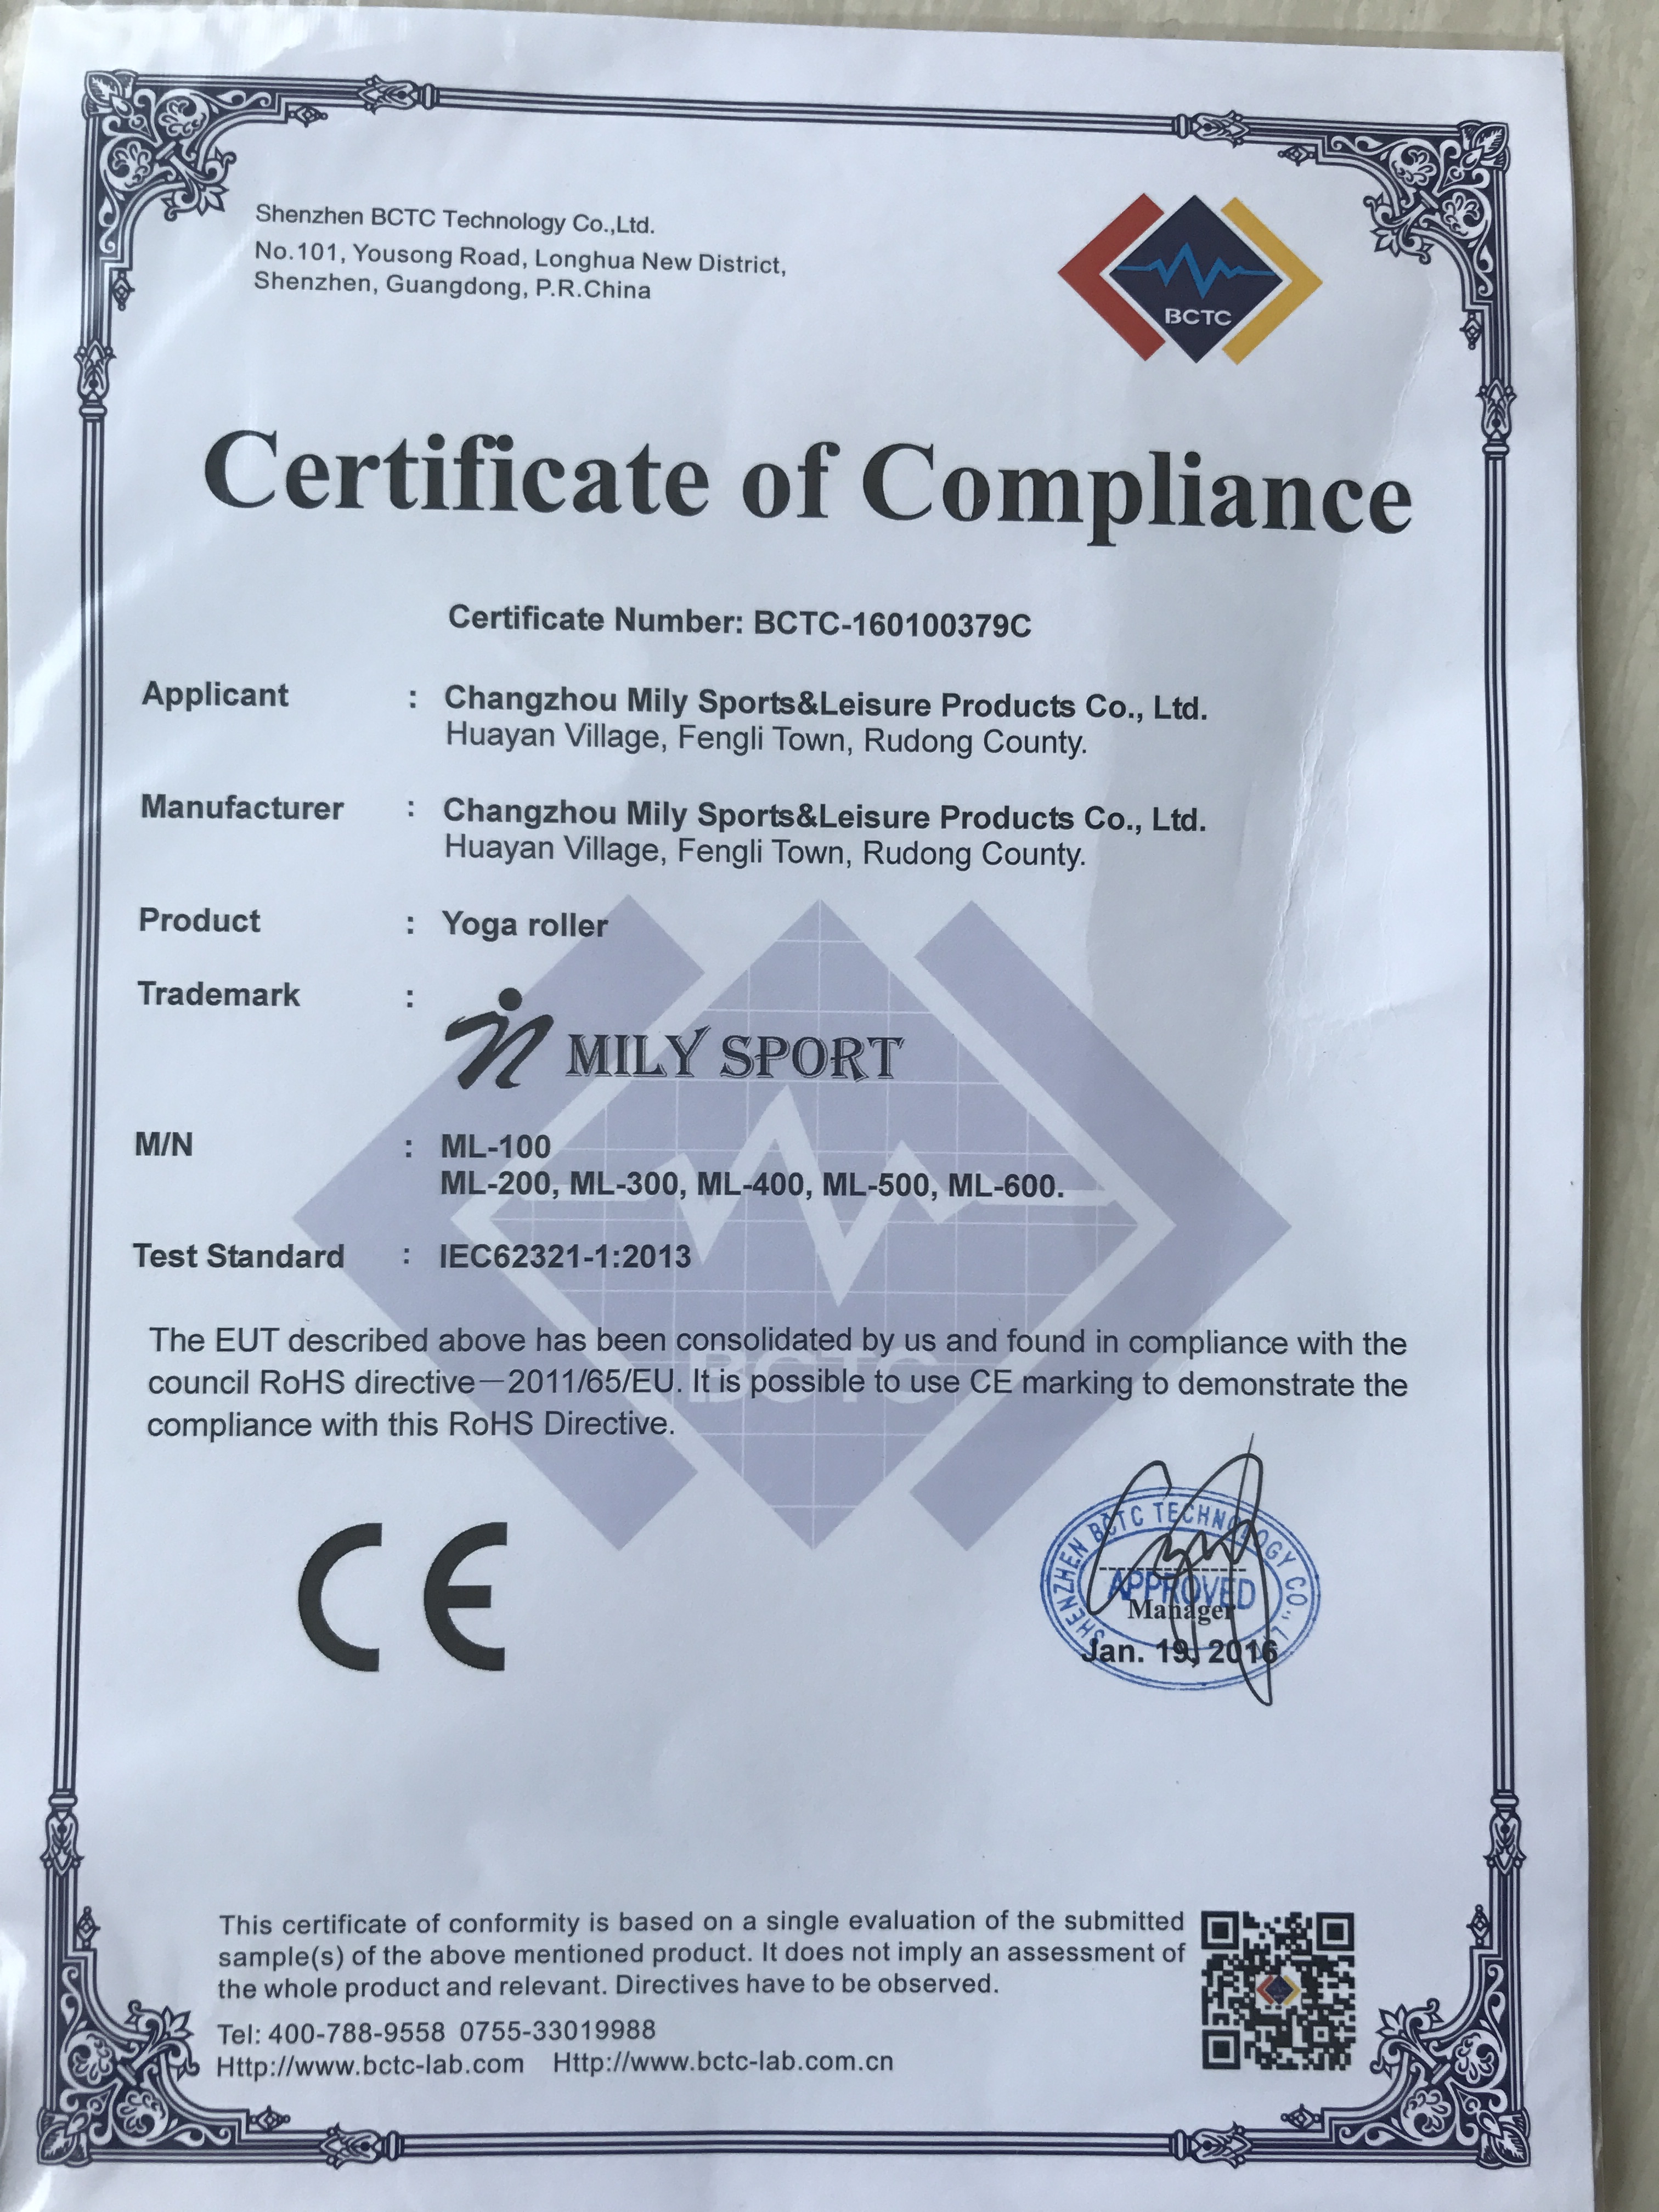 Shenzhen BCTC Technology Co.,Ltd.
No.101, Yousong Road, Longhua New District,
Shenzhen, Guangdong, P.R.China
BCTC
Certificate of Compliance
Certificate Number: BCTC-160100379C
Applicant : Changzhou Mily Sports&Leisure Products Co., Ltd.
Huayan Village, Fengli Town, Rudong County.
Manufacturer : Changzhou Mily Sports&Leisure Products Co., Ltd.
Huayan Village, Fengli Town, Rudong County.
Product : Yoga roller
Trademark :
MILY SPORT
M/N : ML-100
ML-200, ML-300, ML-400, ML-500, ML-600.
Test Standard : IEC62321-1:2013
The EUT described above has been consolidated by us and found in compliance with the
council RoHS directive—2011/65/EU. It is possible to use CE marking to demonstrate the
compliance with this RoHS Directive.
BCTC
CE
SHENZHEN BCTC TECHNOLOGY CO., LTD
APPROVED
Manager
Jan. 19, 2016
This certificate of conformity is based on a single evaluation of the submitted
sample(s) of the above mentioned product. It does not imply an assessment of
the whole product and relevant. Directives have to be observed.
Tel: 400-788-9558 0755-33019988
Http://www.bctc-lab.com Http://www.bctc-lab.com.cn